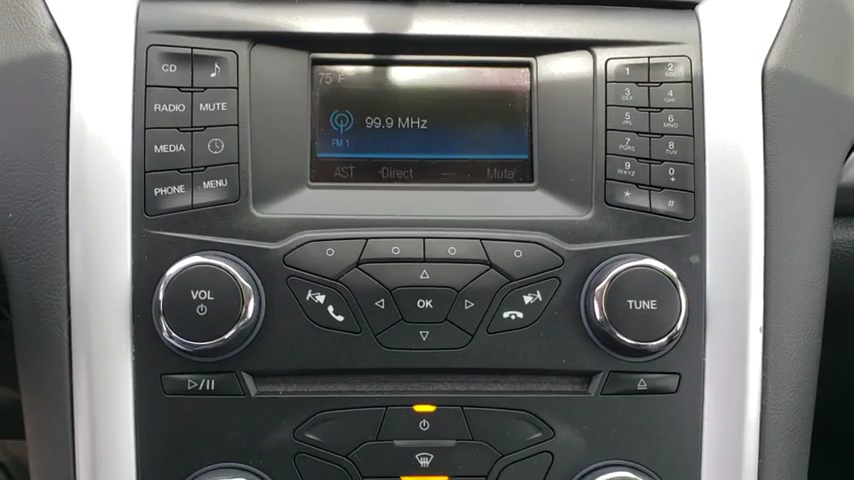 CD
RADIO MUTE
MEDIA
PHONE MENU
75 F
99.9 MHz
FM 1
AST Direct Mute
1 2 ABC
3 DEF 4 GHI
5 JKL 6 MNO
7 PQRS 8 TUV
9 WXYZ 0 +
* #
VOL
OK
TUNE